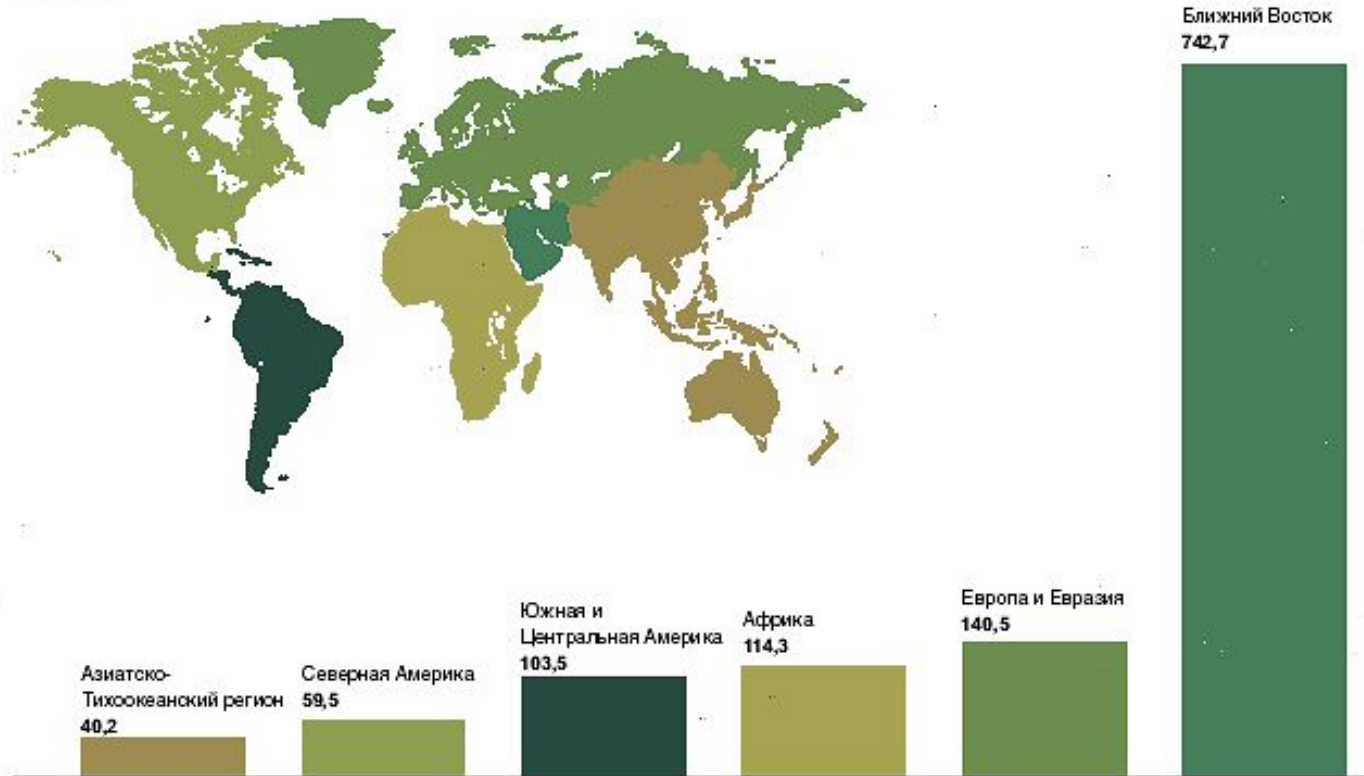 Ближний Восток
742,7
Европа и Евразия
140,5
Южная и
Центральная Америка
103,5
Африка
114,3
Азиатско-
Тихоокеанский регион
40,2
Северная Америка
59,5